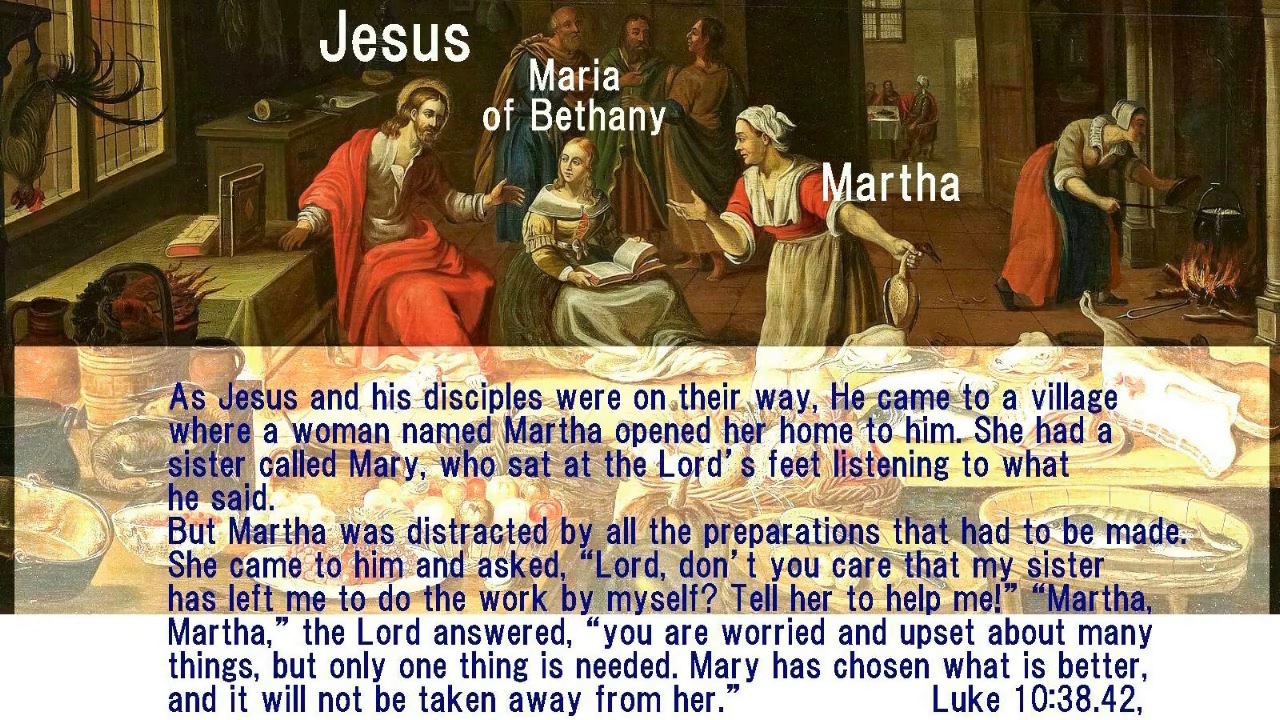 Jesus
Maria
of Bethany
Martha
As Jesus and his disciples were on their way, He came to a village
where a woman named Martha opened her home to him. She had a
sister called Mary, who sat at the Lord’s feet listening to what
he said.
But Martha was distracted by all the preparations that had to be made.
She came to him and asked, “Lord, don’t you care that my sister
has left me to do the work by myself? Tell her to help me!” “Martha,
Martha,” the Lord answered, “you are worried and upset about many
things, but only one thing is needed. Mary has chosen what is better,
and it will not be taken away from her.” Luke 10:38.42,